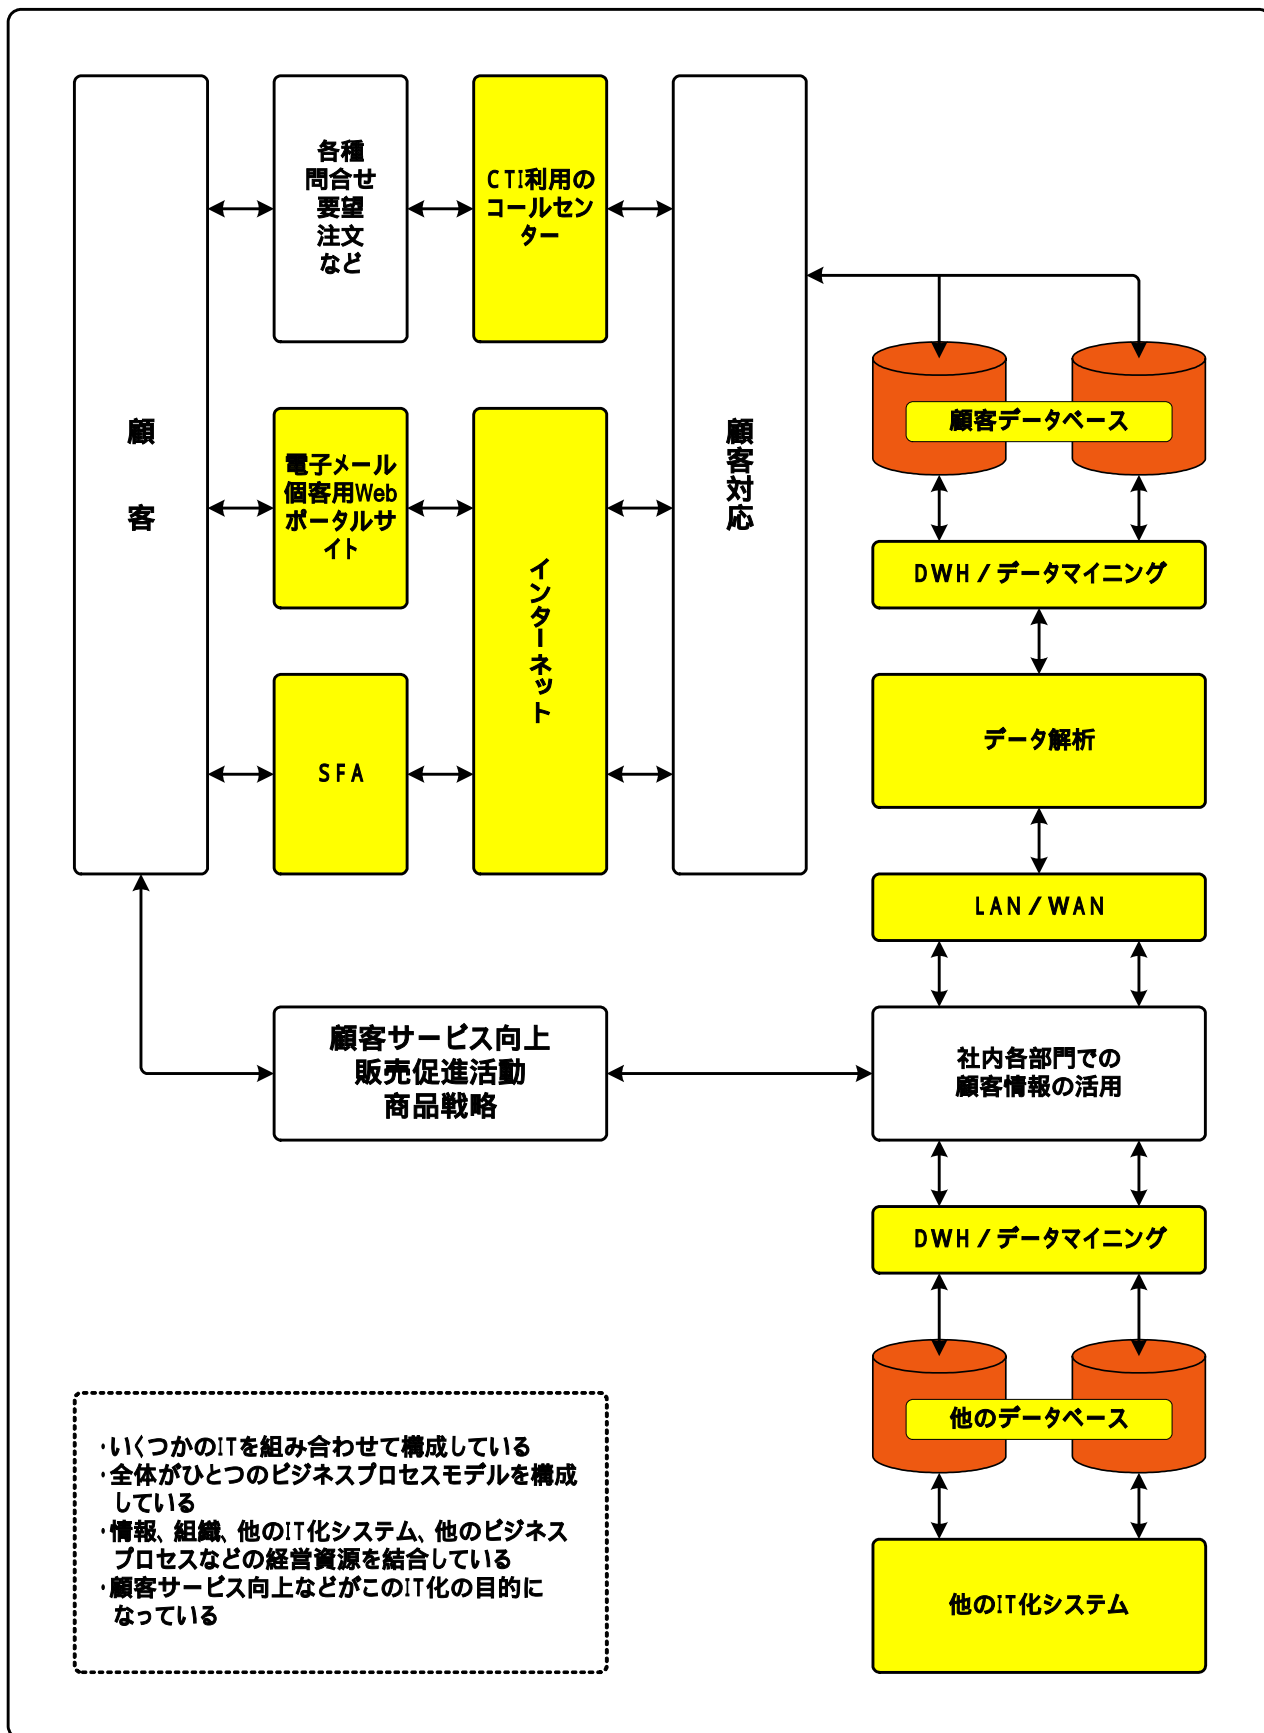 顧
客
各種
問合せ
要望
注文
など
CTI利用の
コールセン
ター
電子メール
個客用Web
ポータルサ
イト
インターネット
SFA
顧客対応
顧客データベース
DWH/データマイニング
データ解析
LAN/WAN
顧客サービス向上
販売促進活動
商品戦略
社内各部門での
顧客情報の活用
DWH/データマイニング
他のデータベース
他のIT化システム
・いくつかのITを組み合わせて構成している
・全体がひとつのビジネスプロセスモデルを構成
している
・情報、組織、他のIT化システム、他のビジネス
プロセスなどの経営資源を結合している
・顧客サービス向上などがこのIT化の目的に
なっている